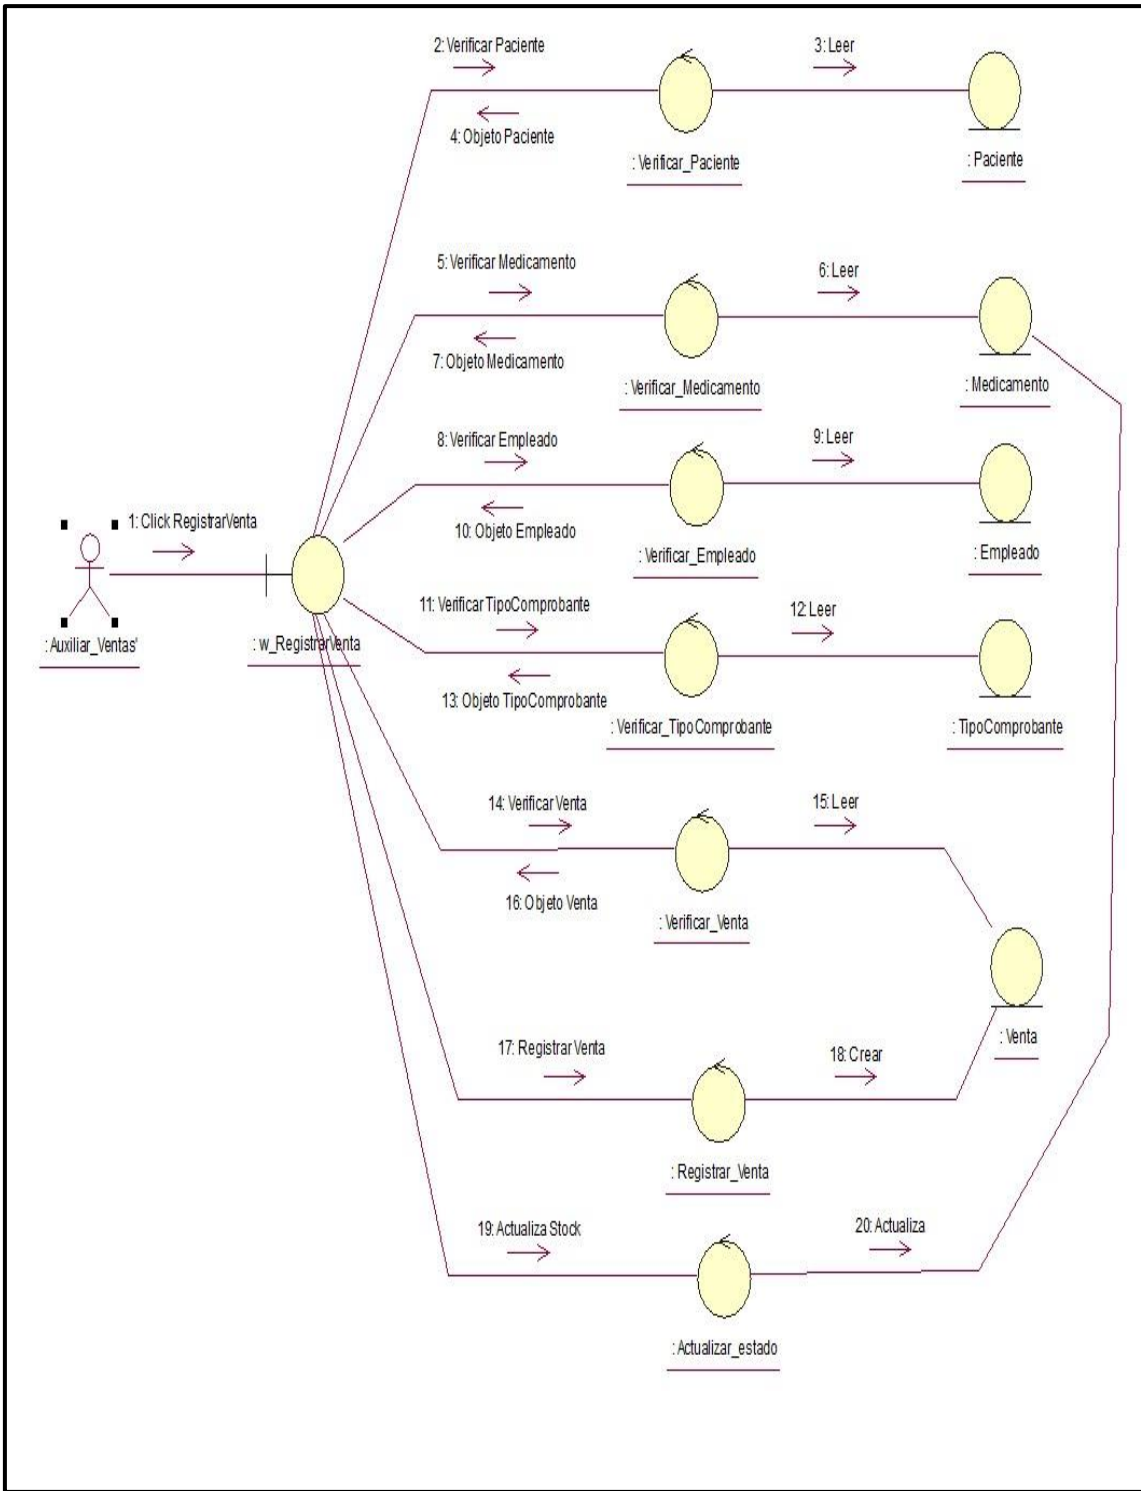 2: Verificar Paciente
3: Leer
4: Objeto Paciente
: Verificar_Paciente
: Paciente
5: Verificar Medicamento
6: Leer
7: Objeto Medicamento
: Verificar_Medicamento
: Medicamento
8: Verificar Empleado
9: Leer
10: Objeto Empleado
: Verificar_Empleado
: Empleado
1: Click RegistrarVenta
: Auxiliar_Ventas'
: w_RegistrarVenta
11: Verificar TipoComprobante
12: Leer
13: Objeto TipoComprobante
: Verificar_TipoComprobante
: TipoComprobante
14: Verificar Venta
15: Leer
16: Objeto Venta
: Verificar_Venta
: Venta
17: Registrar Venta
18: Crear
: Registrar_Venta
19: Actualiza Stock
20: Actualiza
: Actualizar_estado